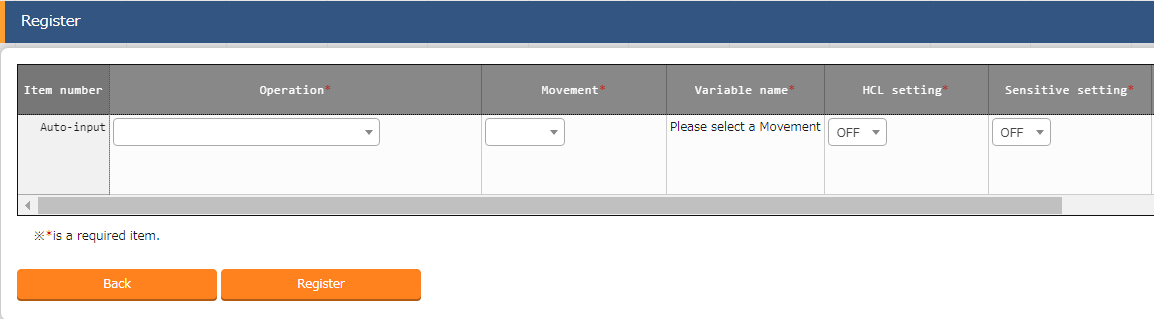 Register
Item number Operation* Movement* Variable name* HCL setting* Sensitive setting*
Auto-input Please select a Movement OFF OFF
※*is a required item.
Back Register